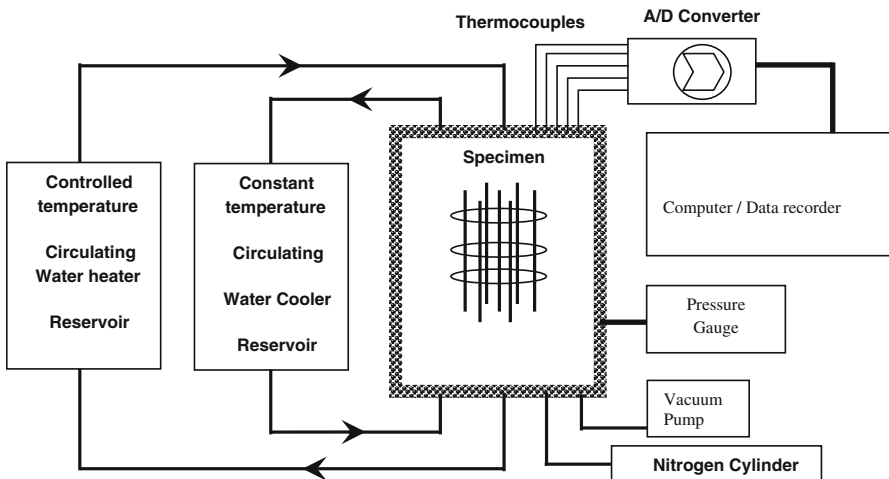 Thermocouples
A/D Converter
Controlled
temperature
Circulating
Water heater
Reservoir
Constant
temperature
Circulating
Water Cooler
Reservoir
Specimen
Computer / Data recorder
Pressure
Gauge
Vacuum
Pump
Nitrogen Cylinder